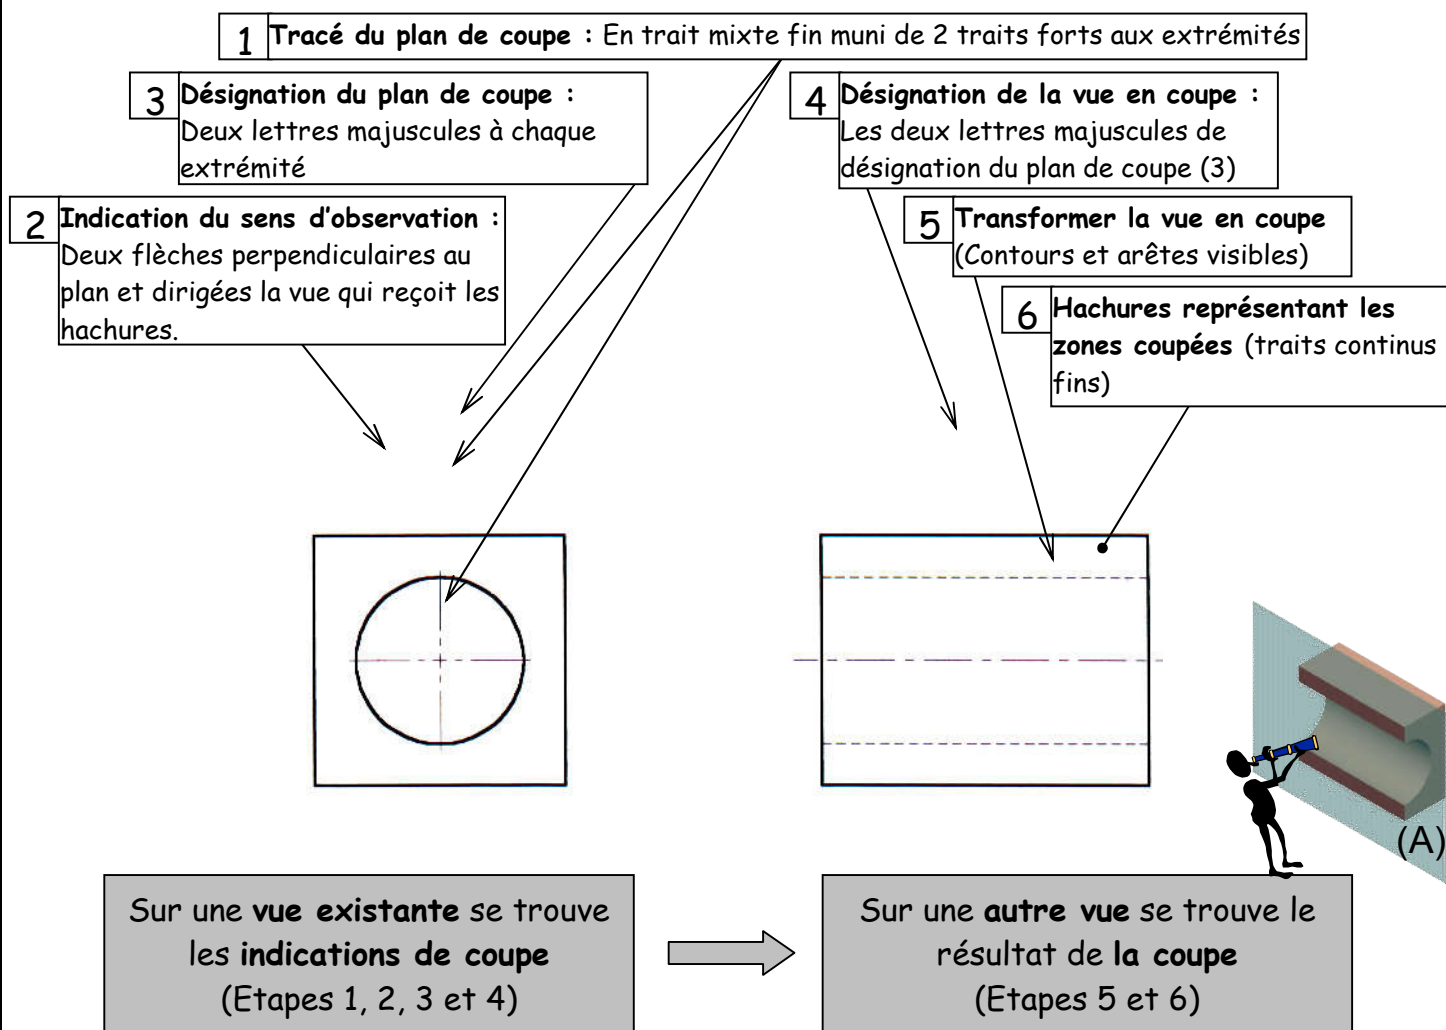 1 Tracé du plan de coupe : En trait mixte fin muni de 2 traits forts aux extrémités
3 Désignation du plan de coupe :
Deux lettres majuscules à chaque
extrémité
4 Désignation de la vue en coupe :
Les deux lettres majuscules de
désignation du plan de coupe (3)
2 Indication du sens d'observation :
Deux flèches perpendiculaires au
plan et dirigées la vue qui reçoit les
hachures.
5 Transformer la vue en coupe
(Contours et arêtes visibles)
6 Hachures représentant les
zones coupées (traits continus
fins)
(A)
Sur une vue existante se trouve
les indications de coupe
(Etapes 1, 2, 3 et 4)
Sur une autre vue se trouve le
résultat de la coupe
(Etapes 5 et 6)